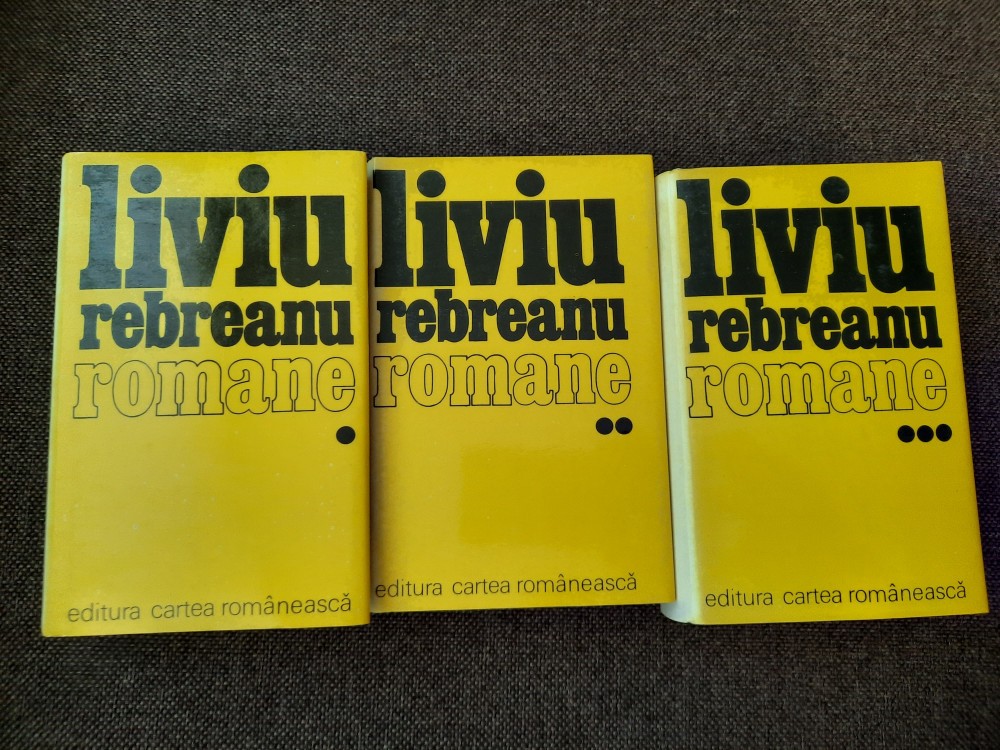 liviu
rebreanu
romane
●
editura cartea românească
liviu
rebreanu
romane
●●
editura cartea românească
liviu
rebreanu
romane
●●●
editura cartea românească